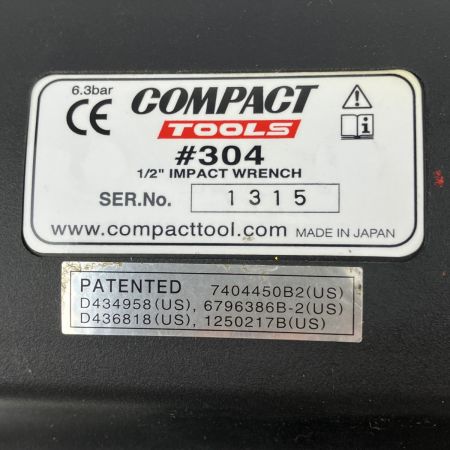 6.3bar
CE
COMPACT
TOOLS
#304
1/2" IMPACT WRENCH
SER.No. 1315
www.compacttool.com MADE IN JAPAN
PATENTED 7404450B2(US)
D434958(US), 6796386B-2(US)
D436818(US), 1250217B(US)